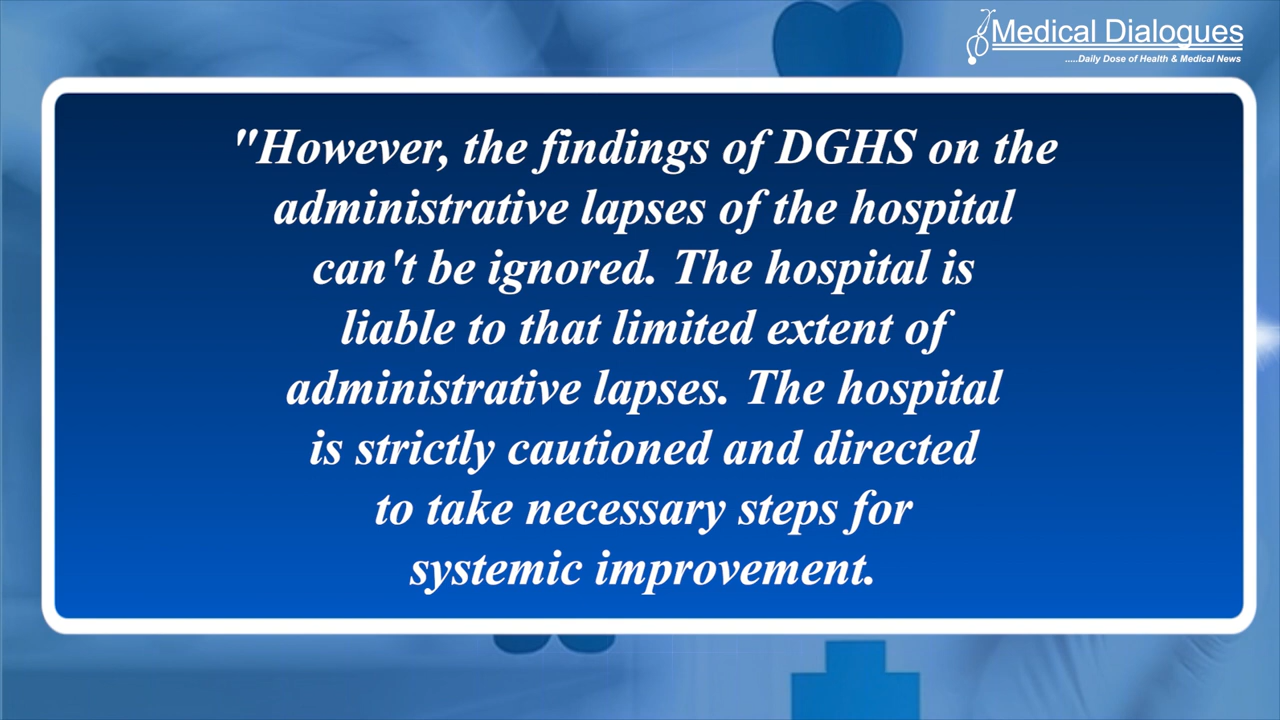 Medical Dialogues
.....Daily Dose of Health & Medical News
"However, the findings of DGHS on the
administrative lapses of the hospital
can't be ignored. The hospital is
liable to that limited extent of
administrative lapses. The hospital
is strictly cautioned and directed
to take necessary steps for
systemic improvement.